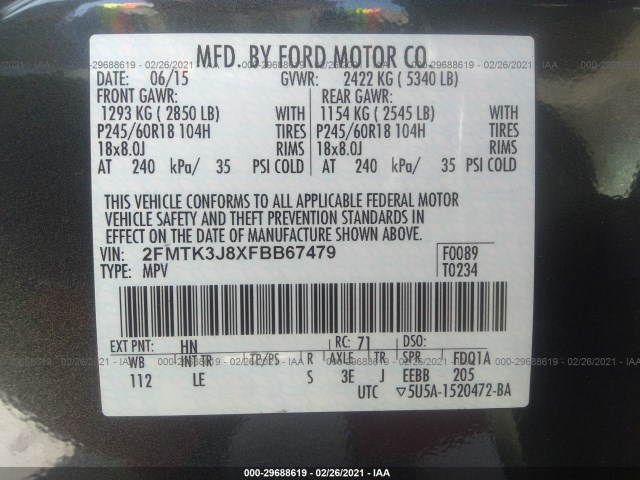 000-29688619 - 02/26/2021 - IAA
MFD. BY FORD MOTOR CO.
DATE: 06/15 GVWR: 2422 KG ( 5340 LB)
FRONT GAWR: REAR GAWR:
1293 KG ( 2850 LB) WITH 1154 KG ( 2545 LB) WITH
P245/60R18 104H TIRES P245/60R18 104H TIRES
18x8.0J RIMS 18x8.0J RIMS
AT 240 kPa/ 35 PSI COLD AT 240 kPa/ 35 PSI COLD
THIS VEHICLE CONFORMS TO ALL APPLICABLE FEDERAL MOTOR
VEHICLE SAFETY AND THEFT PREVENTION STANDARDS IN
EFFECT ON THE DATE OF MANUFACTURE SHOWN ABOVE.
VIN: 2FMTK3J8XFBB67479 F0089
TYPE: MPV T0234
EXT PNT: HN RC: 71 DSO:
WB INT TR TP/PS R AXLE TR SPR FDQ1A
112 LE S 3E J EEBB 205
UTC ▽5U5A-1520472-BA
000-29688619 - 02/26/2021 - IAA